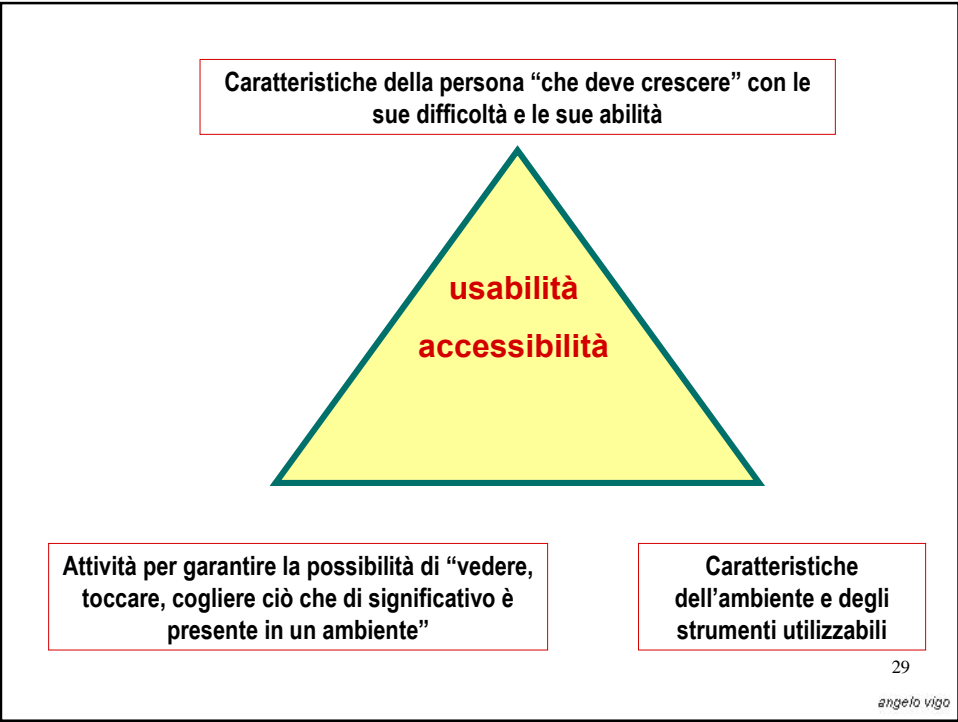 Caratteristiche della persona “che deve crescere” con le
sue difficoltà e le sue abilità
usabilità
accessibilità
Attività per garantire la possibilità di “vedere,
toccare, cogliere ciò che di significativo è
presente in un ambiente”
Caratteristiche
dell’ambiente e degli
strumenti utilizzabili
29
angelo vigo